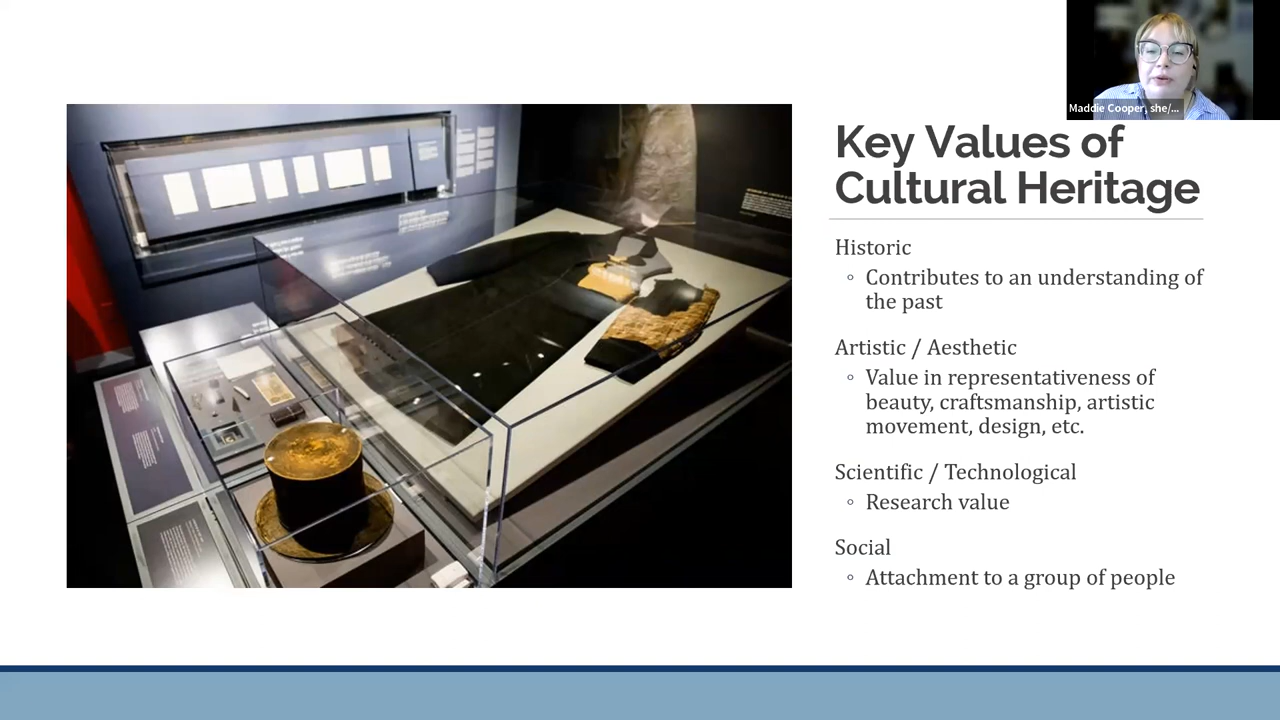 Maddie Cooper, she/...
Key Values of
Cultural Heritage
Historic
◦ Contributes to an understanding of
the past
Artistic / Aesthetic
◦ Value in representativeness of
beauty, craftsmanship, artistic
movement, design, etc.
Scientific / Technological
◦ Research value
Social
◦ Attachment to a group of people